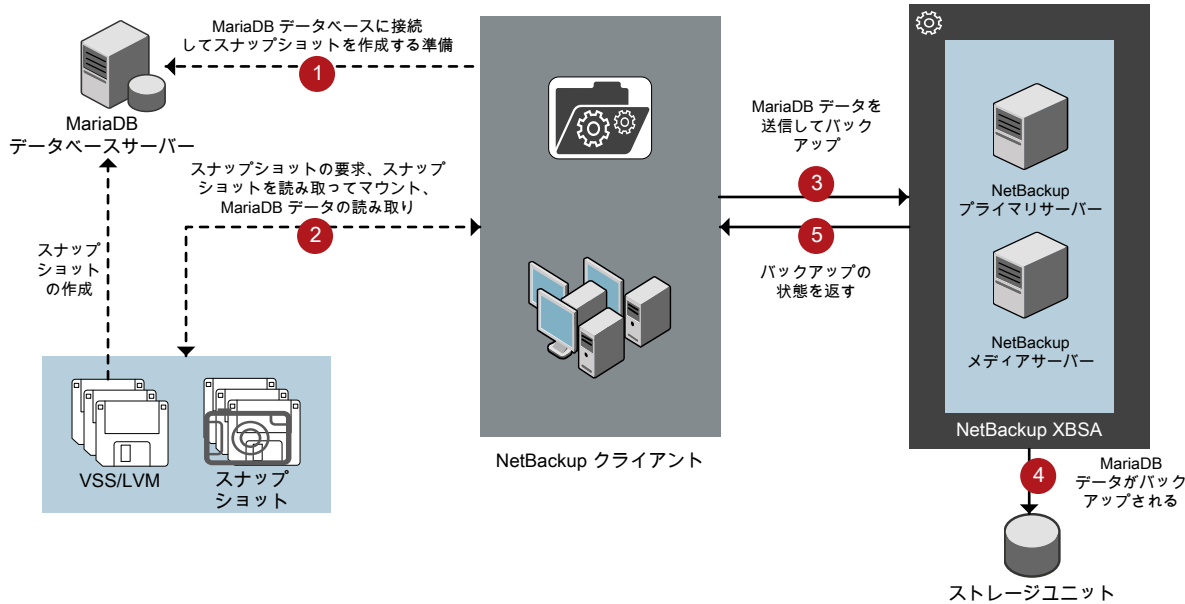 MariaDB データベースに接続
してスナップショットを作成する準備
1
MariaDB
データベースサーバー
スナップショットの要求、スナップ
ショットを読み取ってマウント、
MariaDB データの読み取り
2
スナップ
ショット
の作成
VSS/LVM
スナップ
ショット
NetBackup クライアント
MariaDB データを
送信してバック
アップ
3
5
バックアップの
状態を返す
NetBackup
プライマリサーバー
NetBackup
メディアサーバー
NetBackup XBSA
4
MariaDB
データがバック
アップされる
ストレージユニット